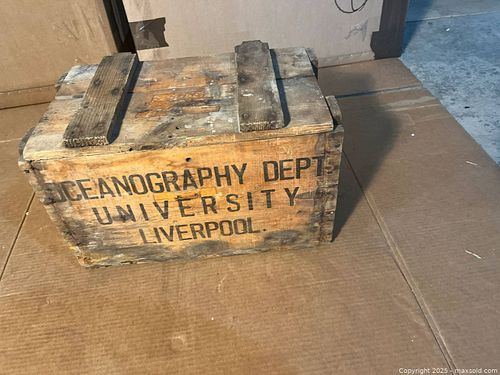 OCEANOGRAPHY DEPT.
UNIVERSITY
LIVERPOOL.
Copyright 2025 - maxsold.com